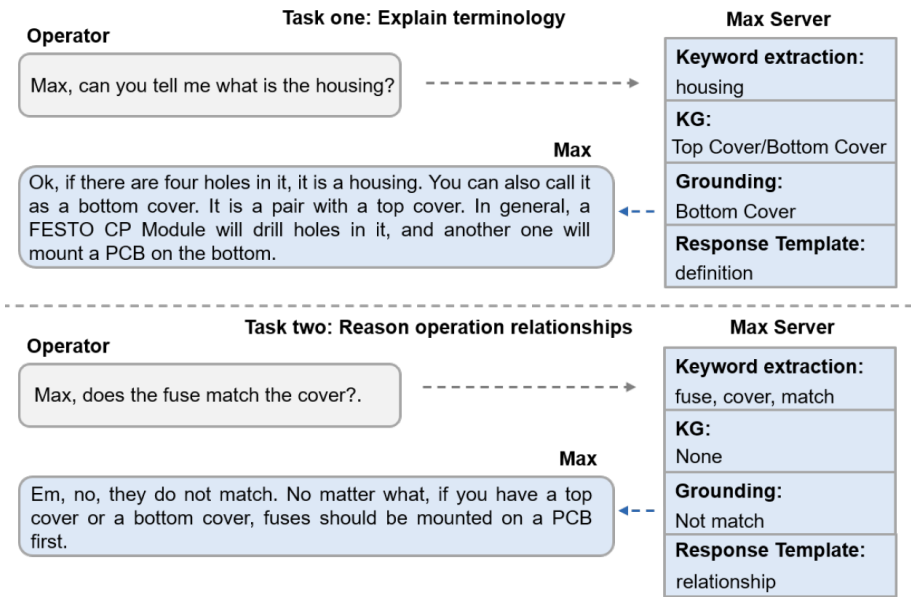 Task one: Explain terminology
Max Server
Operator
Max, can you tell me what is the housing?
Keyword extraction:
housing
KG:
Top Cover/Bottom Cover
Max
Ok, if there are four holes in it, it is a housing. You can also call it
as a bottom cover. It is a pair with a top cover. In general, a
FESTO CP Module will drill holes in it, and another one will
mount a PCB on the bottom.
Grounding:
Bottom Cover
Response Template:
definition
Task two: Reason operation relationships
Max Server
Operator
Max, does the fuse match the cover?.
Keyword extraction:
fuse, cover, match
KG:
None
Max
Em, no, they do not match. No matter what, if you have a top
cover or a bottom cover, fuses should be mounted on a PCB
first.
Grounding:
Not match
Response Template:
relationship